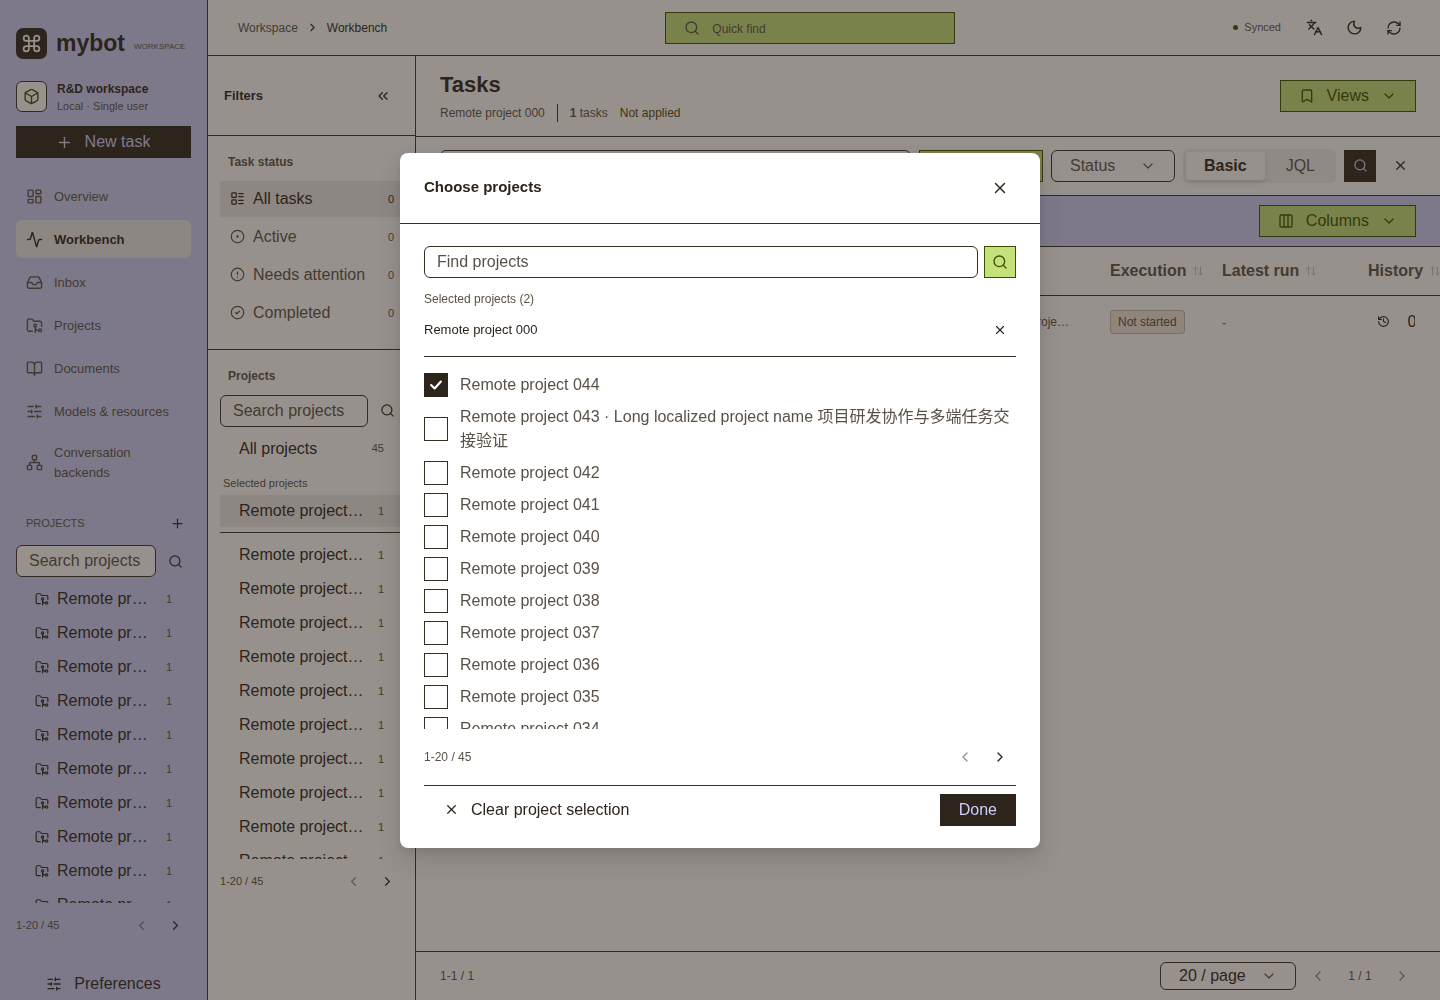 mybot WORKSPACE
R&D workspace
Local · Single user
New task
Overview
Workbench
Inbox
Projects
Documents
Models & resources
Conversation
backends
PROJECTS
Search projects
Remote pr… 1
Remote pr… 1
Remote pr… 1
Remote pr… 1
Remote pr… 1
Remote pr… 1
Remote pr… 1
Remote pr… 1
Remote pr… 1
1-20 / 45
Preferences
Workspace Workbench
Quick find
Synced
Filters
Task status
All tasks 0
Active 0
Needs attention 0
Completed 0
Projects
Search projects
All projects 45
Selected projects
Remote project… 1
Remote project… 1
Remote project… 1
Remote project… 1
Remote project… 1
Remote project… 1
Remote project… 1
Remote project… 1
Remote project… 1
Remote project… 1
Remote project…
1-20 / 45
Tasks
Remote project 000 1 tasks Not applied
Views
Status
Basic JQL
Columns
Execution Latest run History
oje… Not started - 0
Choose projects
Find projects
Selected projects (2)
Remote project 000
Remote project 044
Remote project 043 · Long localized project name 项目研发协作与多端任务交
接验证
Remote project 042
Remote project 041
Remote project 040
Remote project 039
Remote project 038
Remote project 037
Remote project 036
Remote project 035
Remote project 034
1-20 / 45
Clear project selection
Done
1-1 / 1
20 / page
1 / 1